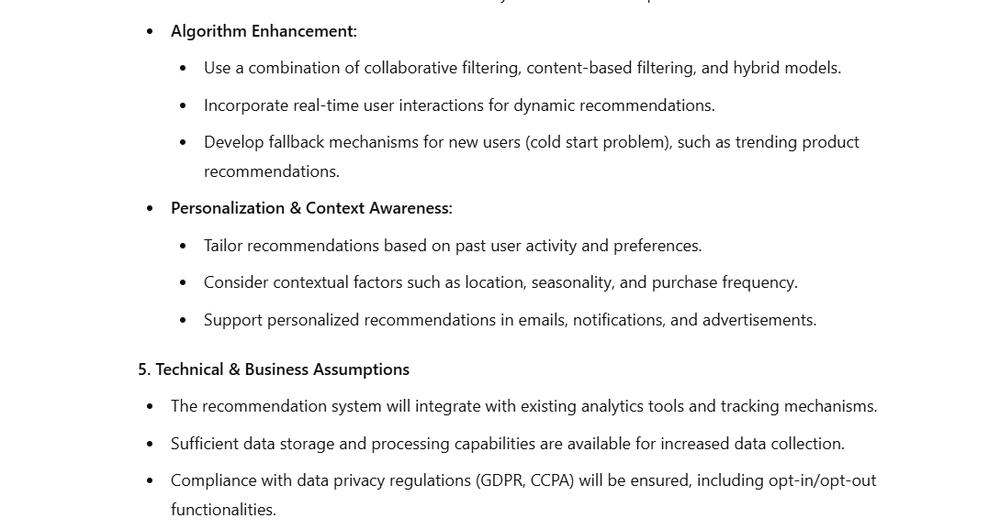 Algorithm Enhancement:
Use a combination of collaborative filtering, content-based filtering, and hybrid models.
Incorporate real-time user interactions for dynamic recommendations.
Develop fallback mechanisms for new users (cold start problem), such as trending product
recommendations.
Personalization & Context Awareness:
Tailor recommendations based on past user activity and preferences.
Consider contextual factors such as location, seasonality, and purchase frequency.
Support personalized recommendations in emails, notifications, and advertisements.
5. Technical & Business Assumptions
The recommendation system will integrate with existing analytics tools and tracking mechanisms.
Sufficient data storage and processing capabilities are available for increased data collection.
Compliance with data privacy regulations (GDPR, CCPA) will be ensured, including opt-in/opt-out
functionalities.